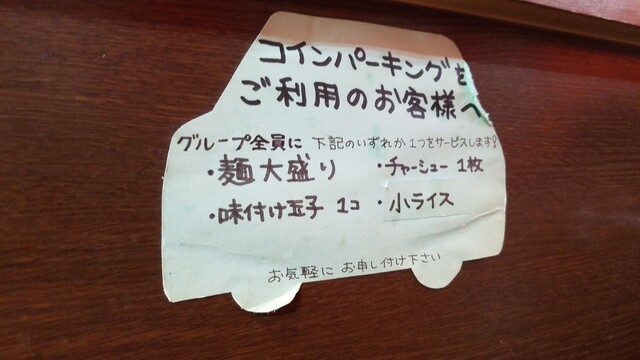 コインパーキングを
ご利用のお客様へ
グループ全員に 下記のいずれか1つをサービスします!
・麺大盛り ・チャーシュー 1枚
・味付け玉子 1コ ・小ライス
お気軽に お申し付け下さい